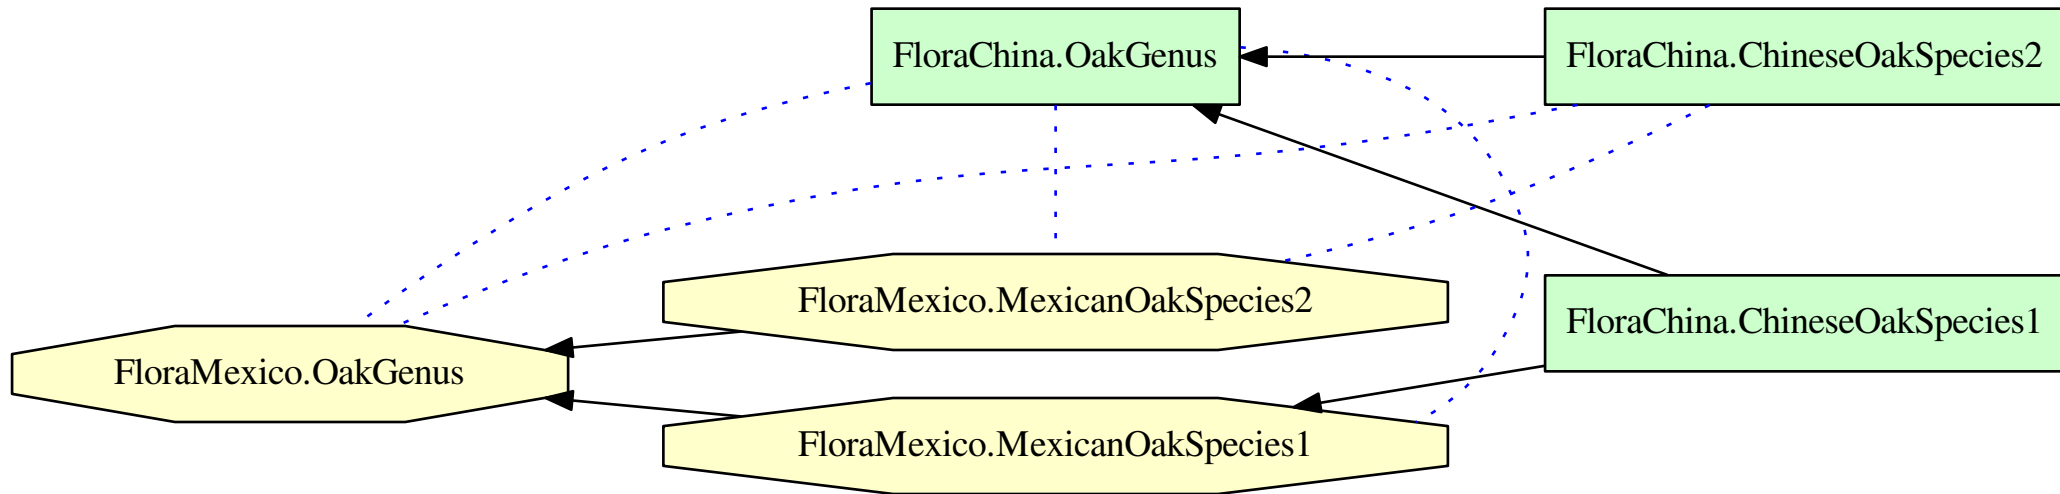 FloraChina.OakGenus
FloraChina.ChineseOakSpecies2
FloraMexico.MexicanOakSpecies2
FloraChina.ChineseOakSpecies1
FloraMexico.OakGenus
FloraMexico.MexicanOakSpecies1